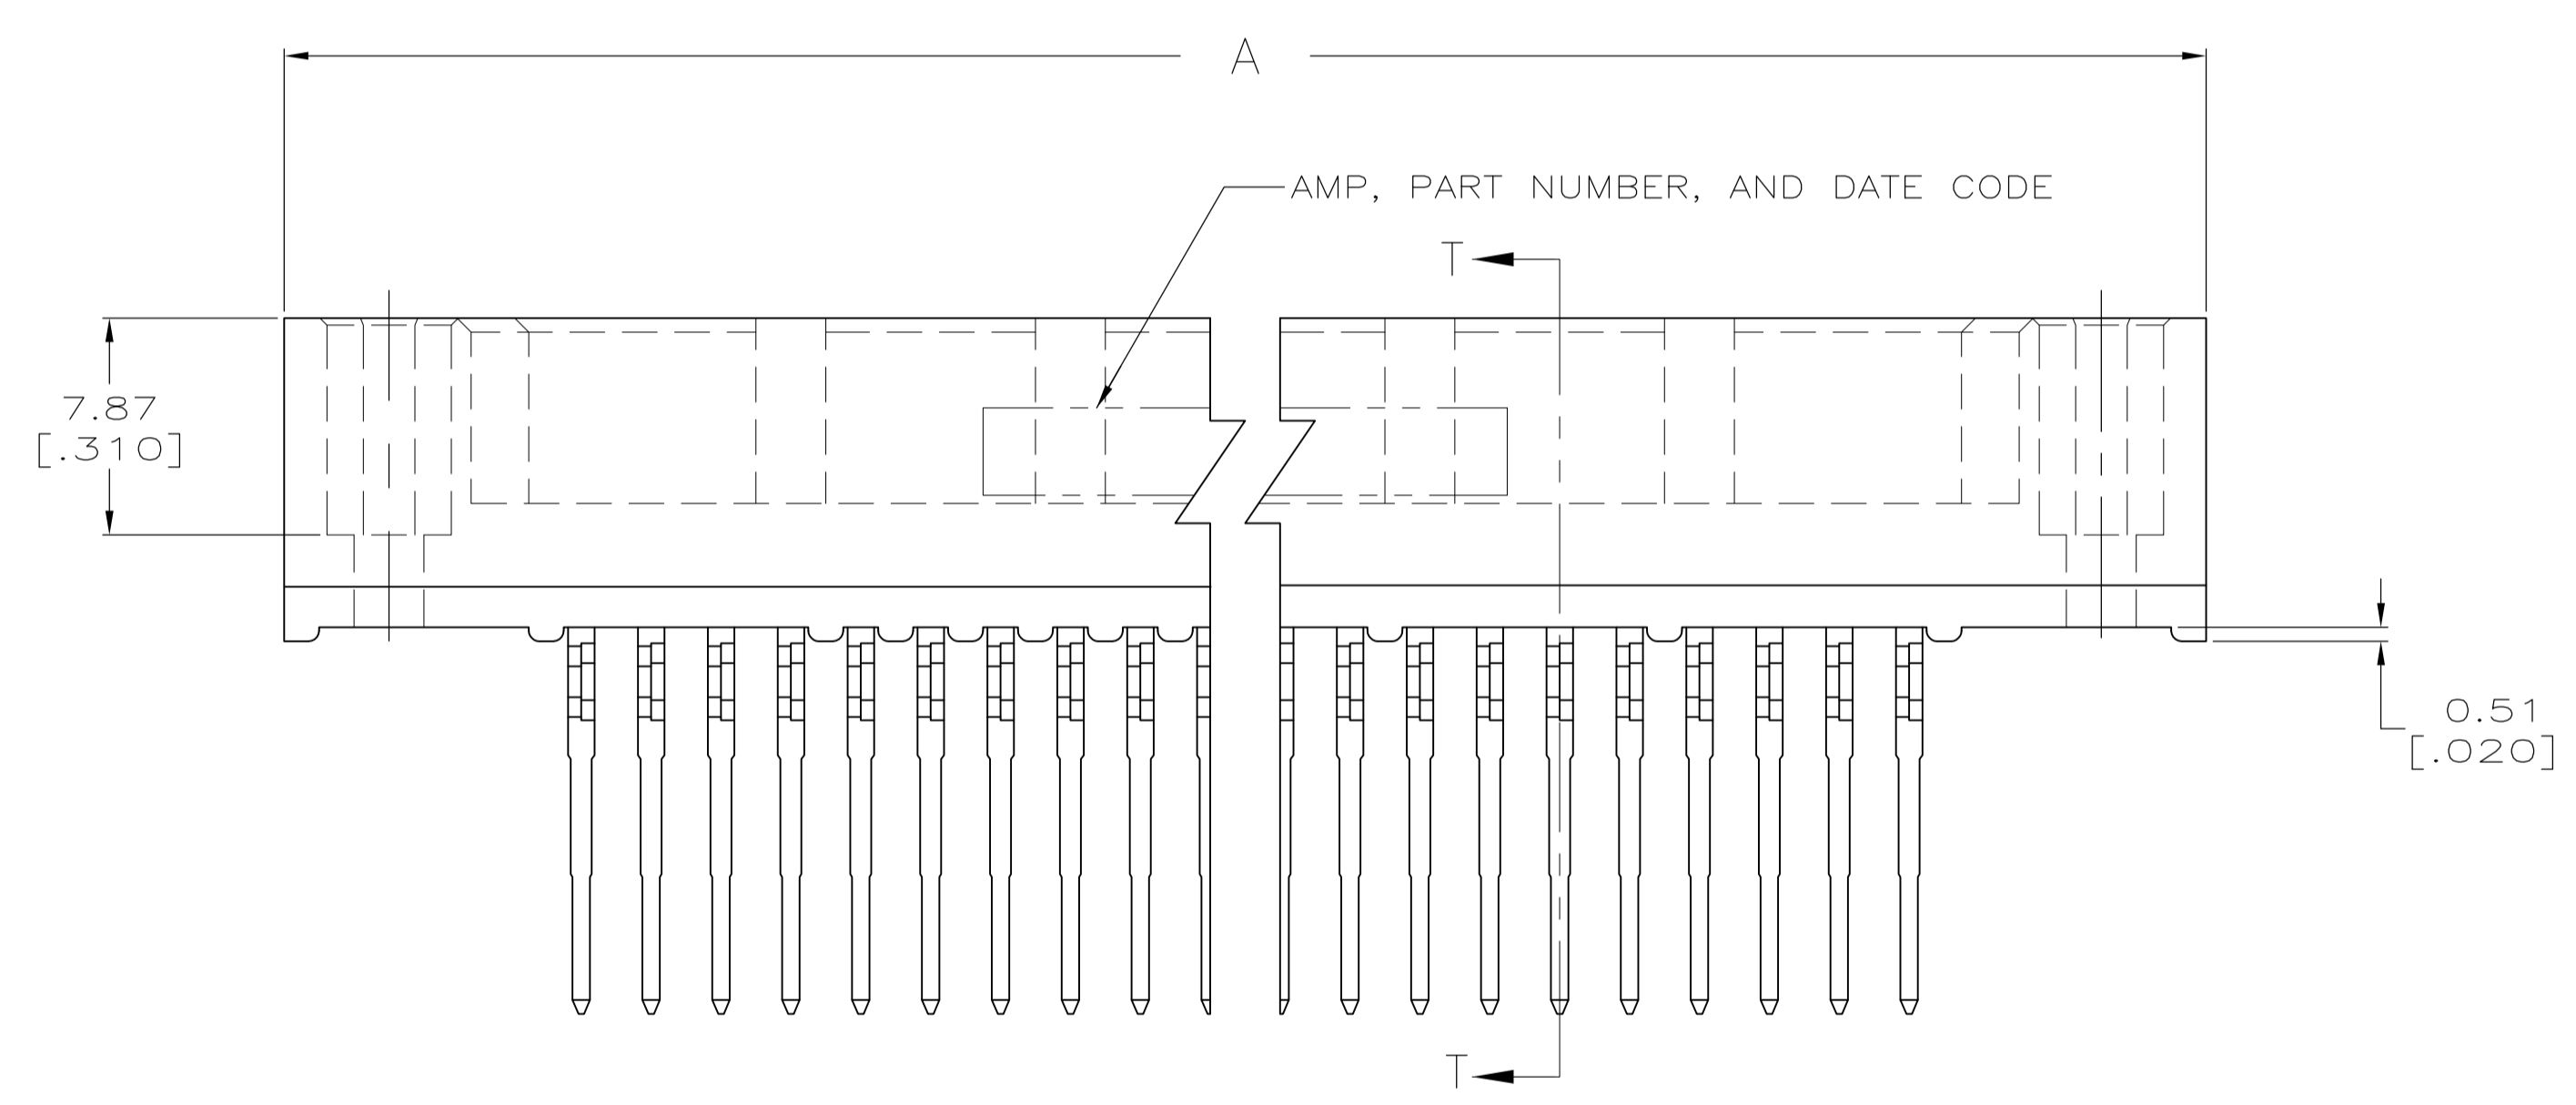 A
AMP, PART NUMBER, AND DATE CODE
T
7.87
[.310]
0.51
[.020]
T